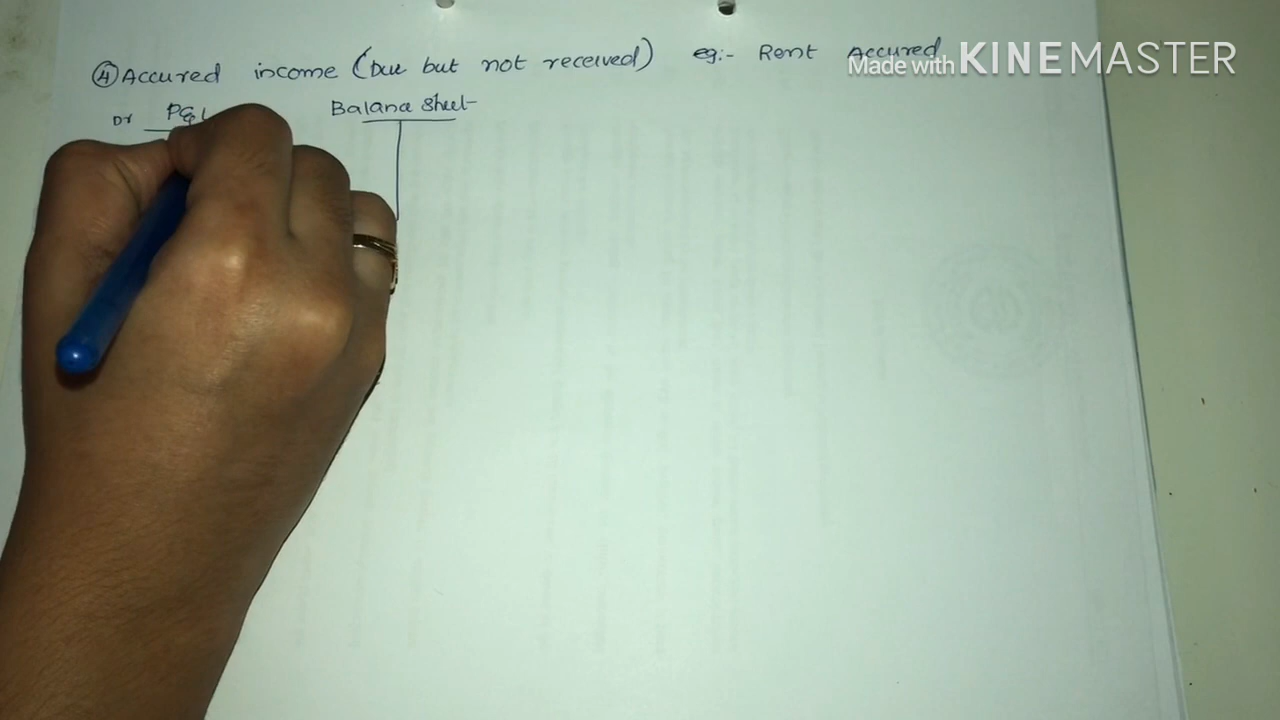 ④ Accured income (Due but not received) eg:- Rent Accured
Made with KINEMASTER
Dr P&L Balance Sheet